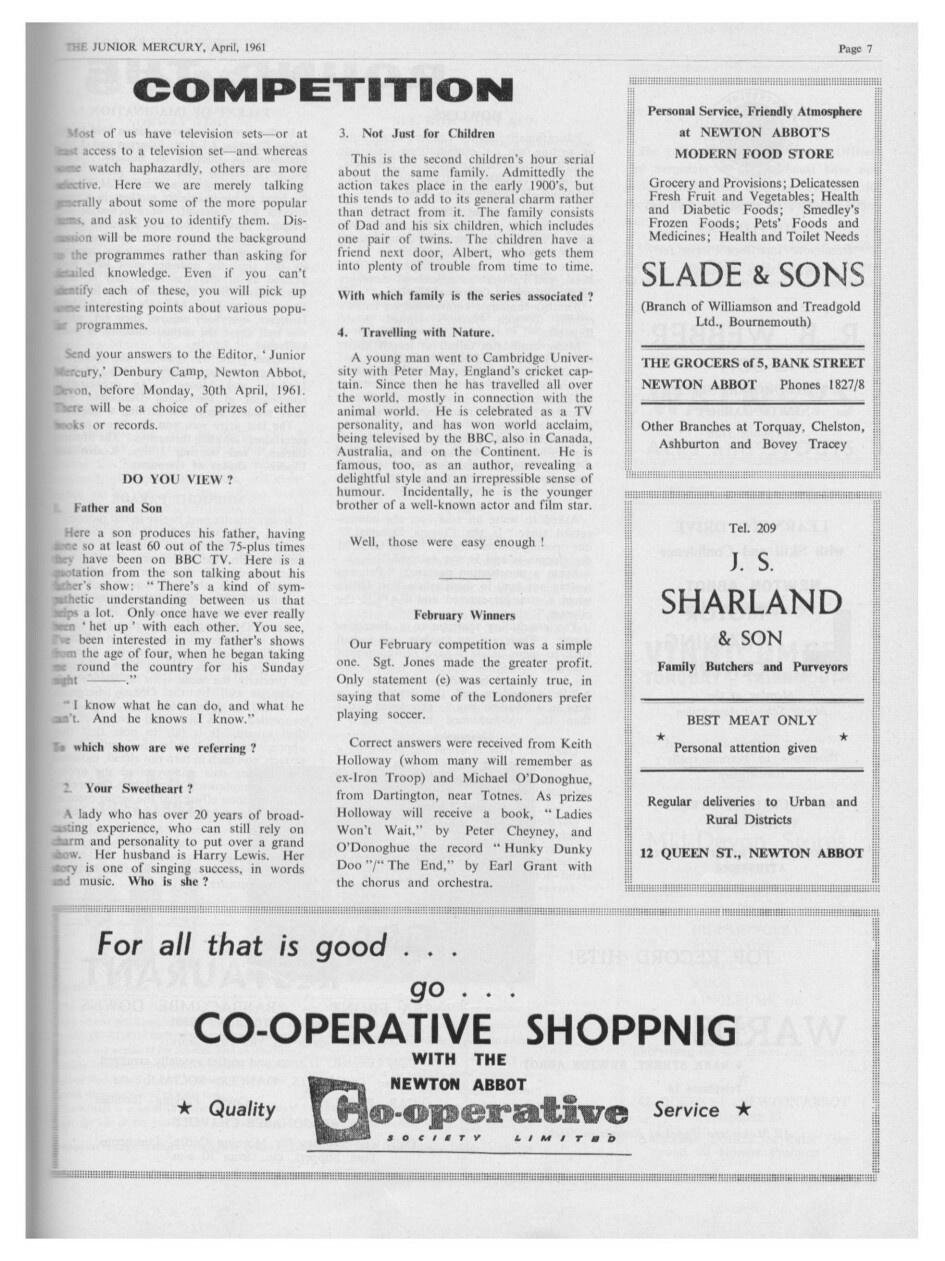 THE JUNIOR MERCURY, April, 1961
Page 7
COMPETITION
Most of us have television sets—or at
least access to a television set—and whereas
some watch haphazardly, others are more
selective. Here we are merely talking
generally about some of the more popular
items, and ask you to identify them. Dis-
cussion will be more round the background
to the programmes rather than asking for
detailed knowledge. Even if you can't
identify each of these, you will pick up
some interesting points about various popu-
lar programmes.
Send your answers to the Editor, 'Junior
Mercury,' Denbury Camp, Newton Abbot,
Devon, before Monday, 30th April, 1961.
There will be a choice of prizes of either
books or records.
DO YOU VIEW ?
1. Father and Son
Here a son produces his father, having
done so at least 60 out of the 75-plus times
they have been on BBC TV. Here is a
quotation from the son talking about his
father's show: "There's a kind of sym-
pathetic understanding between us that
helps a lot. Only once have we ever really
been 'het up' with each other. You see,
I've been interested in my father's shows
from the age of four, when he began taking
me round the country for his Sunday
night ———."
"I know what he can do, and what he
can't. And he knows I know."
To which show are we referring ?
2. Your Sweetheart ?
A lady who has over 20 years of broad-
casting experience, who can still rely on
charm and personality to put over a grand
show. Her husband is Harry Lewis. Her
story is one of singing success, in words
and music. Who is she ?
3. Not Just for Children
This is the second children's hour serial
about the same family. Admittedly the
action takes place in the early 1900's, but
this tends to add to its general charm rather
than detract from it. The family consists
of Dad and his six children, which includes
one pair of twins. The children have a
friend next door, Albert, who gets them
into plenty of trouble from time to time.
With which family is the series associated ?
4. Travelling with Nature.
A young man went to Cambridge Univer-
sity with Peter May, England's cricket cap-
tain. Since then he has travelled all over
the world, mostly in connection with the
animal world. He is celebrated as a TV
personality, and has won world acclaim,
being televised by the BBC, also in Canada,
Australia, and on the Continent. He is
famous, too, as an author, revealing a
delightful style and an irrepressible sense of
humour. Incidentally, he is the younger
brother of a well-known actor and film star.
Well, those were easy enough !
February Winners
Our February competition was a simple
one. Sgt. Jones made the greater profit.
Only statement (e) was certainly true, in
saying that some of the Londoners prefer
playing soccer.
Correct answers were received from Keith
Holloway (whom many will remember as
ex-Iron Troop) and Michael O'Donoghue,
from Dartington, near Totnes. As prizes
Holloway will receive a book, "Ladies
Won't Wait," by Peter Cheyney, and
O'Donoghue the record "Hunky Dunky
Doo"/"The End," by Earl Grant with
the chorus and orchestra.
Personal Service, Friendly Atmosphere
at NEWTON ABBOT'S
MODERN FOOD STORE
Grocery and Provisions; Delicatessen
Fresh Fruit and Vegetables; Health
and Diabetic Foods; Smedley's
Frozen Foods; Pets' Foods and
Medicines; Health and Toilet Needs
SLADE & SONS
(Branch of Williamson and Treadgold
Ltd., Bournemouth)
THE GROCERS of 5, BANK STREET
NEWTON ABBOT Phones 1827/8
Other Branches at Torquay, Chelston,
Ashburton and Bovey Tracey
Tel. 209
J. S.
SHARLAND
& SON
Family Butchers and Purveyors
BEST MEAT ONLY
★ Personal attention given ★
Regular deliveries to Urban and
Rural Districts
12 QUEEN ST., NEWTON ABBOT
For all that is good . . .
go . . .
CO-OPERATIVE SHOPPNIG
WITH THE
NEWTON ABBOT
★ Quality Co-operative Service ★
SOCIETY LIMITED